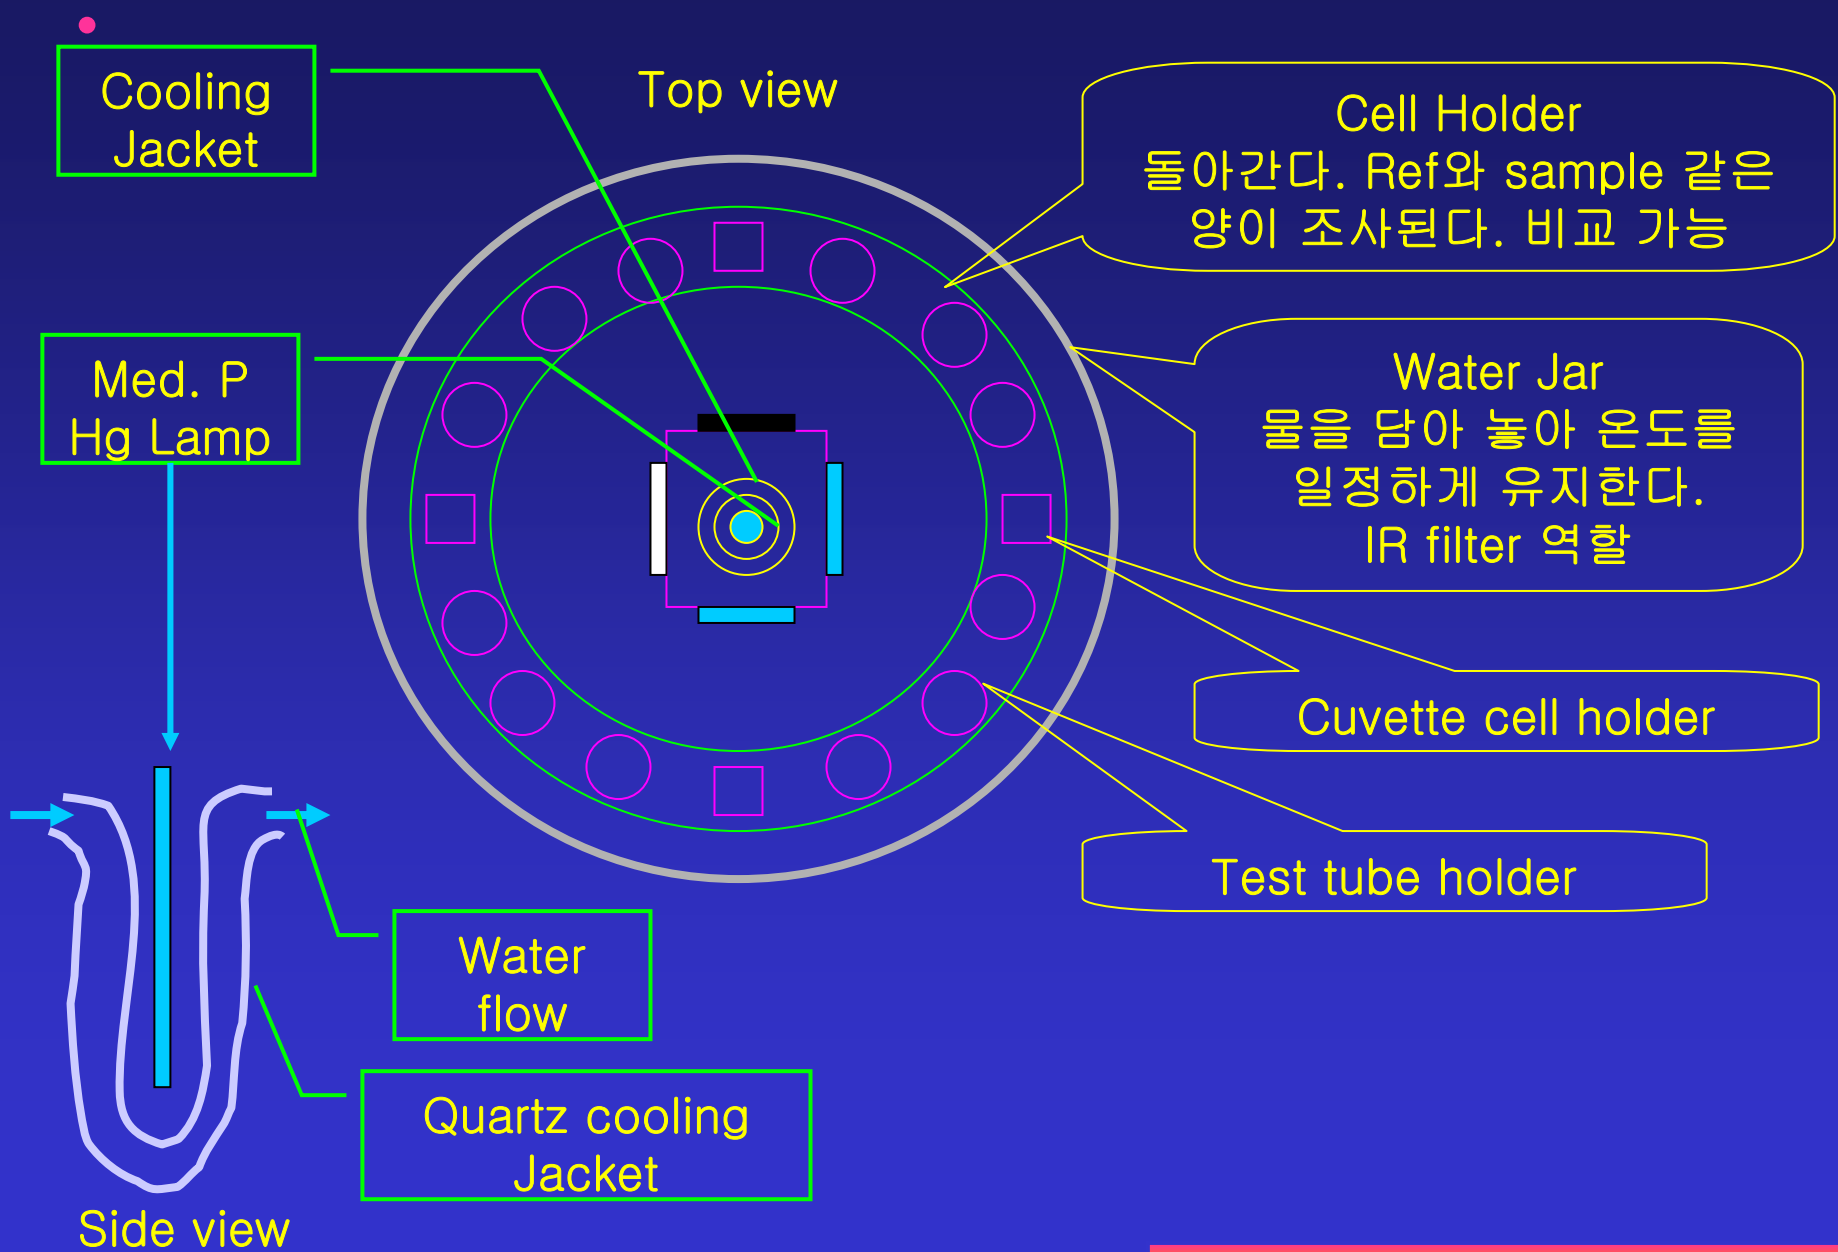 Cooling
Jacket
Top view
Cell Holder
돌아간다. Ref와 sample 같은
양이 조사된다. 비교 가능
Med. P
Hg Lamp
Water Jar
물을 담아 놓아 온도를
일정하게 유지한다.
IR filter 역할
Cuvette cell holder
Test tube holder
Water
flow
Quartz cooling
Jacket
Side view